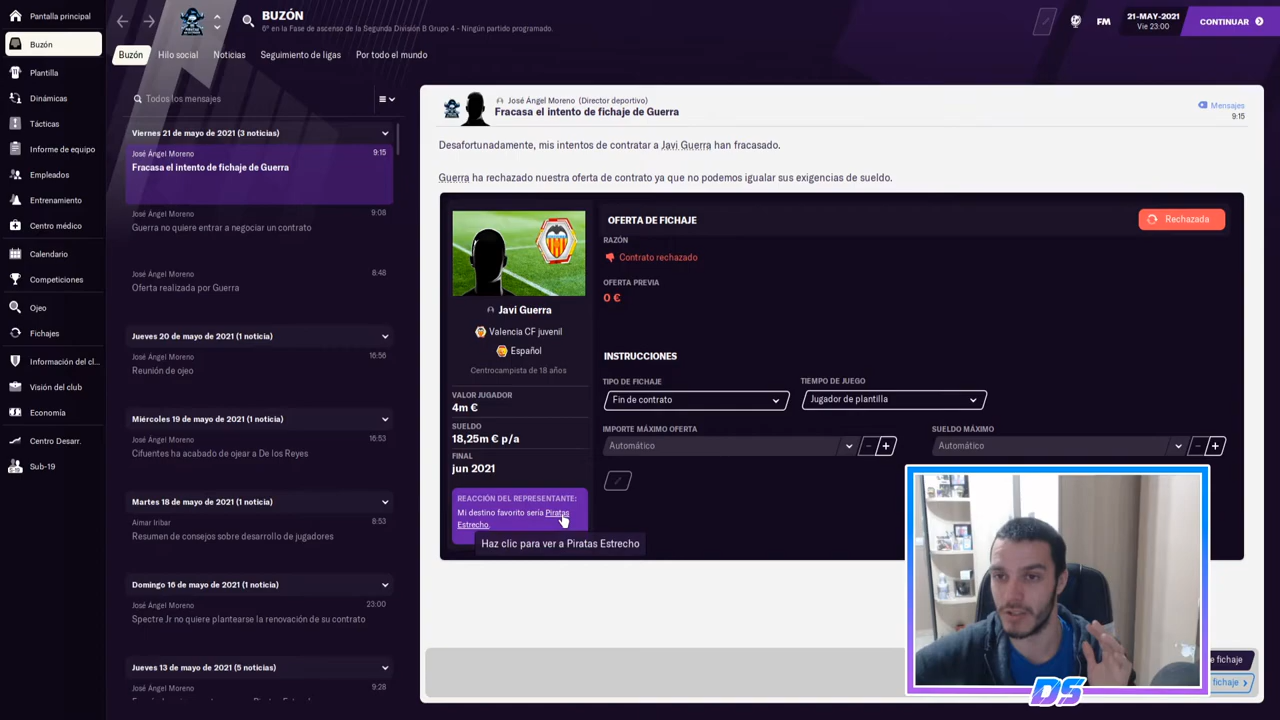 Pantalla principal
BUZÓN
6º en la Fase de ascenso de la Segunda División B Grupo 4 - Ningún partido programado.
FM
21-MAY-2021
Vie 23:00
CONTINUAR
Buzón
Plantilla
Dinámicas
Tácticas
Informe de equipo
Empleados
Entrenamiento
Centro médico
Calendario
Competiciones
Ojeo
Fichajes
Información del cl...
Visión del club
Economía
Centro Desarr.
Sub-19
Buzón
Hilo social
Noticias
Seguimiento de ligas
Por todo el mundo
Todos los mensajes
Viernes 21 de mayo de 2021 (3 noticias)
José Ángel Moreno 9:15
Fracasa el intento de fichaje de Guerra
José Ángel Moreno 9:08
Guerra no quiere entrar a negociar un contrato
José Ángel Moreno 8:48
Oferta realizada por Guerra
Jueves 20 de mayo de 2021 (1 noticia)
José Ángel Moreno 16:56
Reunión de ojeo
Miércoles 19 de mayo de 2021 (1 noticia)
José Ángel Moreno 16:53
Cifuentes ha acabado de ojear a De los Reyes
Martes 18 de mayo de 2021 (1 noticia)
Aimar Iribar 8:53
Resumen de consejos sobre desarrollo de jugadores
Domingo 16 de mayo de 2021 (1 noticia)
José Ángel Moreno 23:00
Spectre Jr no quiere plantearse la renovación de su contrato
Jueves 13 de mayo de 2021 (5 noticias)
José Ángel Moreno 9:28
José Ángel Moreno (Director deportivo)
Fracasa el intento de fichaje de Guerra
Mensajes
9:15
Desafortunadamente, mis intentos de contratar a Javi Guerra han fracasado.
Guerra ha rechazado nuestra oferta de contrato ya que no podemos igualar sus exigencias de sueldo.
Javi Guerra
Valencia CF juvenil
Español
Centrocampista de 18 años
VALOR JUGADOR
4m €
SUELDO
18,25m € p/a
FINAL
jun 2021
REACCIÓN DEL REPRESENTANTE:
Mi destino favorito sería Piratas
Estrecho.
Haz clic para ver a Piratas Estrecho
OFERTA DE FICHAJE
Rechazada
RAZÓN
Contrato rechazado
OFERTA PREVIA
0 €
INSTRUCCIONES
TIPO DE FICHAJE
Fin de contrato
TIEMPO DE JUEGO
Jugador de plantilla
IMPORTE MÁXIMO OFERTA
Automático
SUELDO MÁXIMO
Automático
fichaje
fichaje
DS